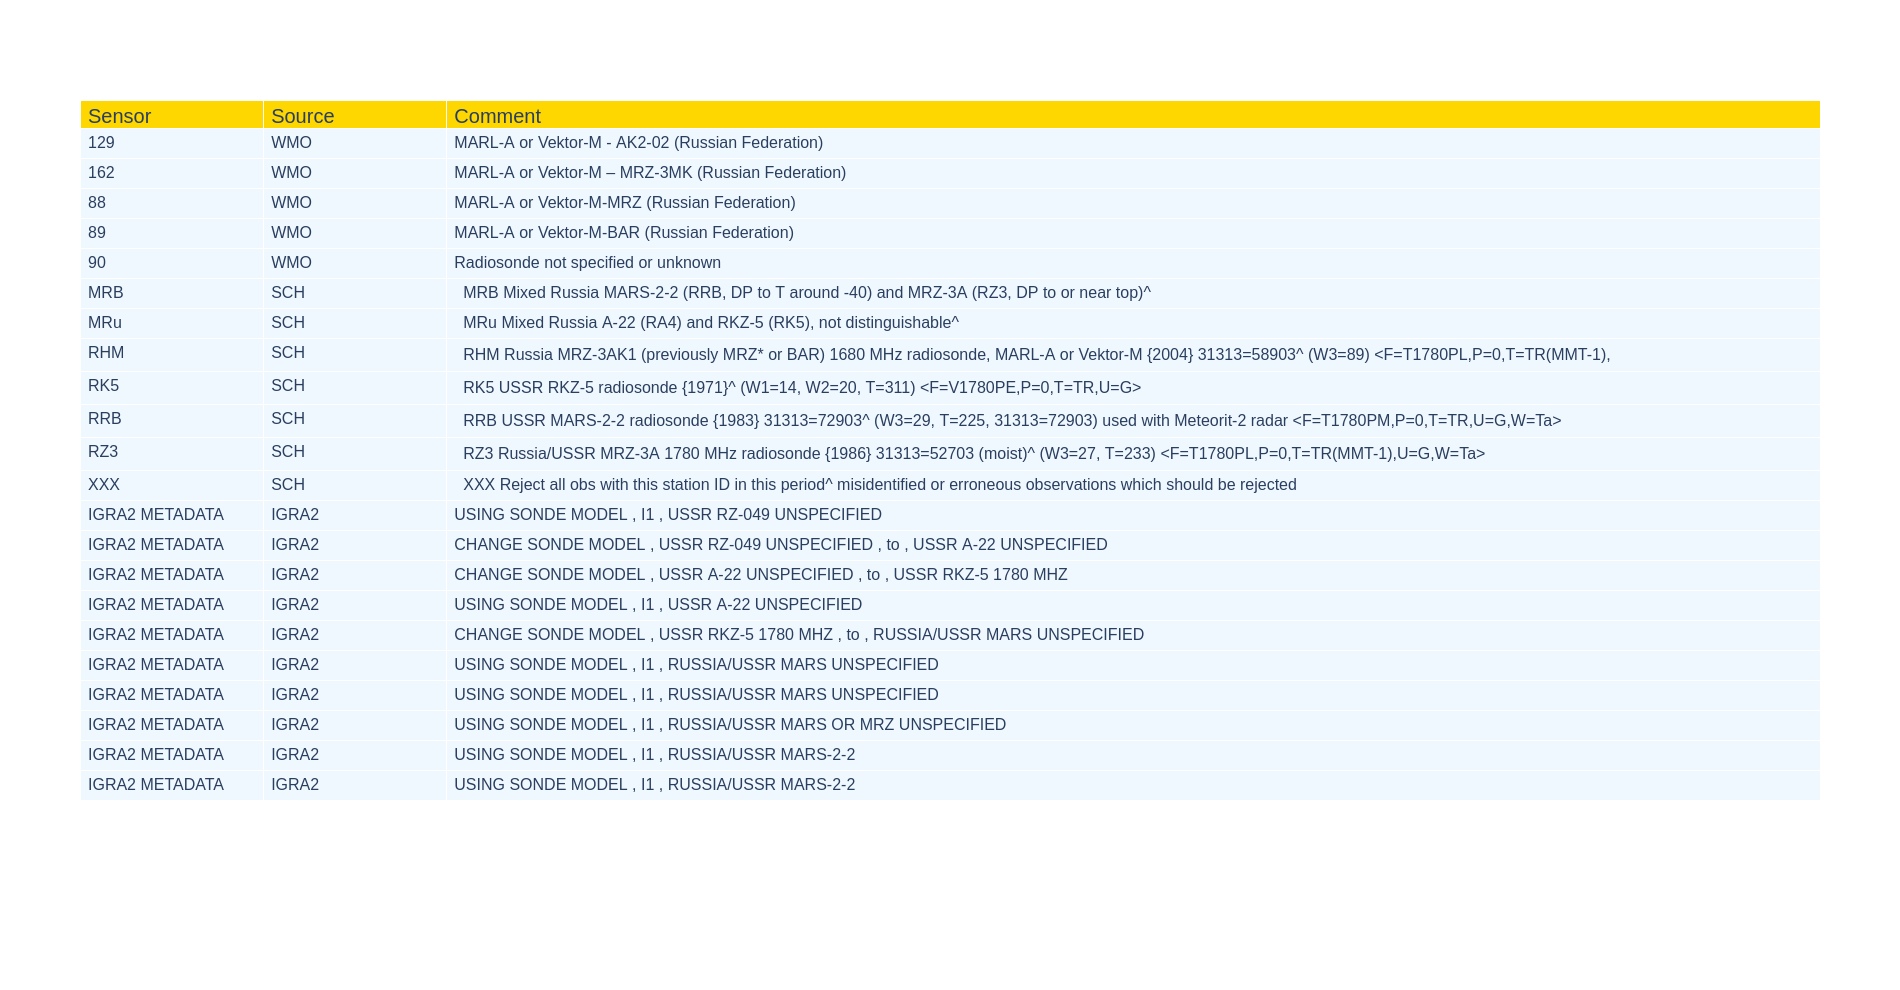 Sensor Source Comment
129 WMO MARL-A or Vektor-M - AK2-02 (Russian Federation)
162 WMO MARL-A or Vektor-M – MRZ-3MK (Russian Federation)
88 WMO MARL-A or Vektor-M-MRZ (Russian Federation)
89 WMO MARL-A or Vektor-M-BAR (Russian Federation)
90 WMO Radiosonde not specified or unknown
MRB SCH MRB Mixed Russia MARS-2-2 (RRB, DP to T around -40) and MRZ-3A (RZ3, DP to or near top)^
MRu SCH MRu Mixed Russia A-22 (RA4) and RKZ-5 (RK5), not distinguishable^
RHM SCH RHM Russia MRZ-3AK1 (previously MRZ* or BAR) 1680 MHz radiosonde, MARL-A or Vektor-M {2004} 31313=58903^ (W3=89) <F=T1780PL,P=0,T=TR(MMT-1),
RK5 SCH RK5 USSR RKZ-5 radiosonde {1971}^ (W1=14, W2=20, T=311) <F=V1780PE,P=0,T=TR,U=G>
RRB SCH RRB USSR MARS-2-2 radiosonde {1983} 31313=72903^ (W3=29, T=225, 31313=72903) used with Meteorit-2 radar <F=T1780PM,P=0,T=TR,U=G,W=Ta>
RZ3 SCH RZ3 Russia/USSR MRZ-3A 1780 MHz radiosonde {1986} 31313=52703 (moist)^ (W3=27, T=233) <F=T1780PL,P=0,T=TR(MMT-1),U=G,W=Ta>
XXX SCH XXX Reject all obs with this station ID in this period^ misidentified or erroneous observations which should be rejected
IGRA2 METADATA IGRA2 USING SONDE MODEL , I1 , USSR RZ-049 UNSPECIFIED
IGRA2 METADATA IGRA2 CHANGE SONDE MODEL , USSR RZ-049 UNSPECIFIED , to , USSR A-22 UNSPECIFIED
IGRA2 METADATA IGRA2 CHANGE SONDE MODEL , USSR A-22 UNSPECIFIED , to , USSR RKZ-5 1780 MHZ
IGRA2 METADATA IGRA2 USING SONDE MODEL , I1 , USSR A-22 UNSPECIFIED
IGRA2 METADATA IGRA2 CHANGE SONDE MODEL , USSR RKZ-5 1780 MHZ , to , RUSSIA/USSR MARS UNSPECIFIED
IGRA2 METADATA IGRA2 USING SONDE MODEL , I1 , RUSSIA/USSR MARS UNSPECIFIED
IGRA2 METADATA IGRA2 USING SONDE MODEL , I1 , RUSSIA/USSR MARS UNSPECIFIED
IGRA2 METADATA IGRA2 USING SONDE MODEL , I1 , RUSSIA/USSR MARS OR MRZ UNSPECIFIED
IGRA2 METADATA IGRA2 USING SONDE MODEL , I1 , RUSSIA/USSR MARS-2-2
IGRA2 METADATA IGRA2 USING SONDE MODEL , I1 , RUSSIA/USSR MARS-2-2